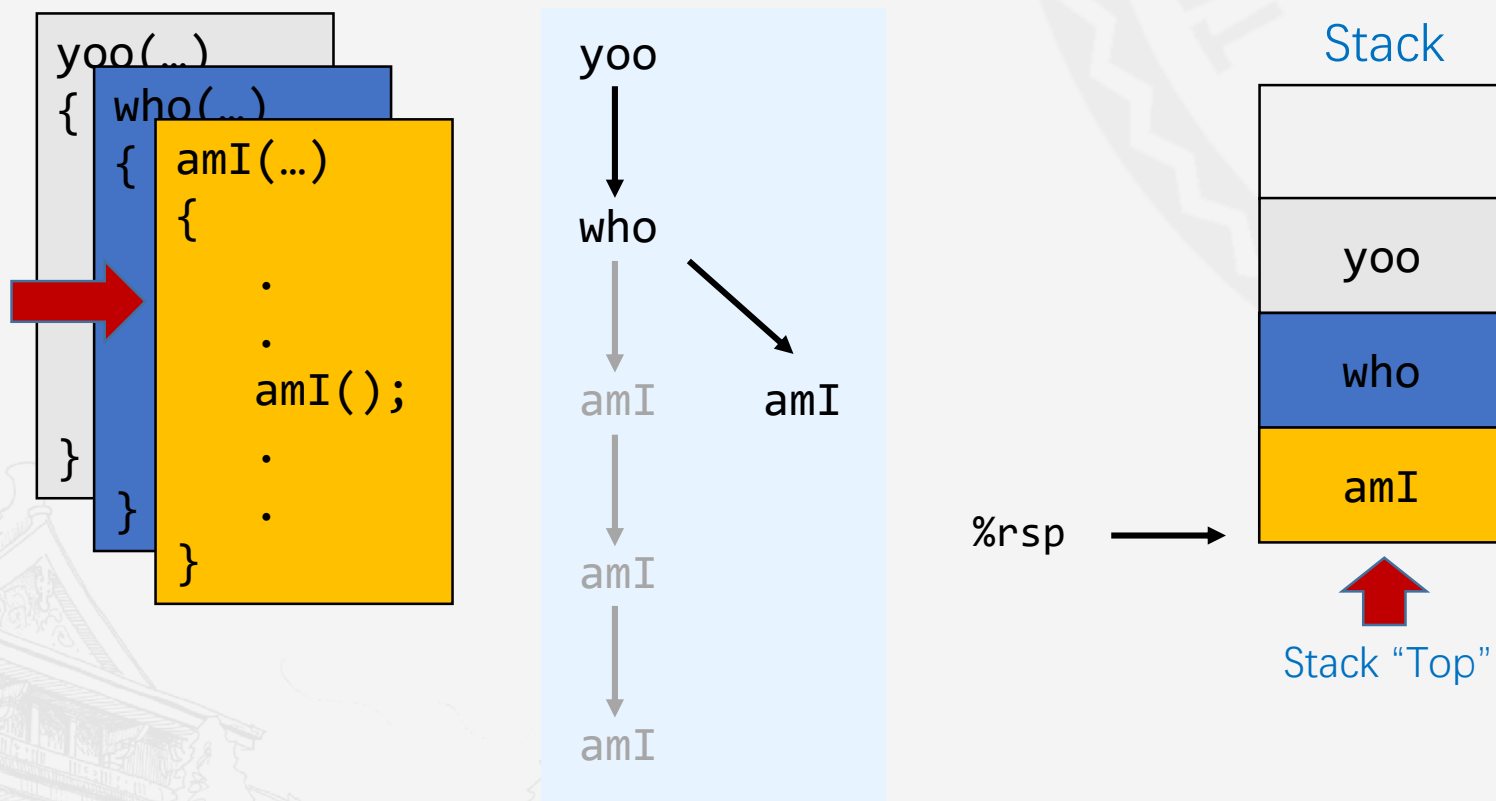 yoo(…)
{
}
who(…)
{
}
amI(…)
{
.
.
amI();
.
.
}
yoo
who
amI
amI
amI
amI
Stack
yoo
who
amI
%rsp
Stack “Top”